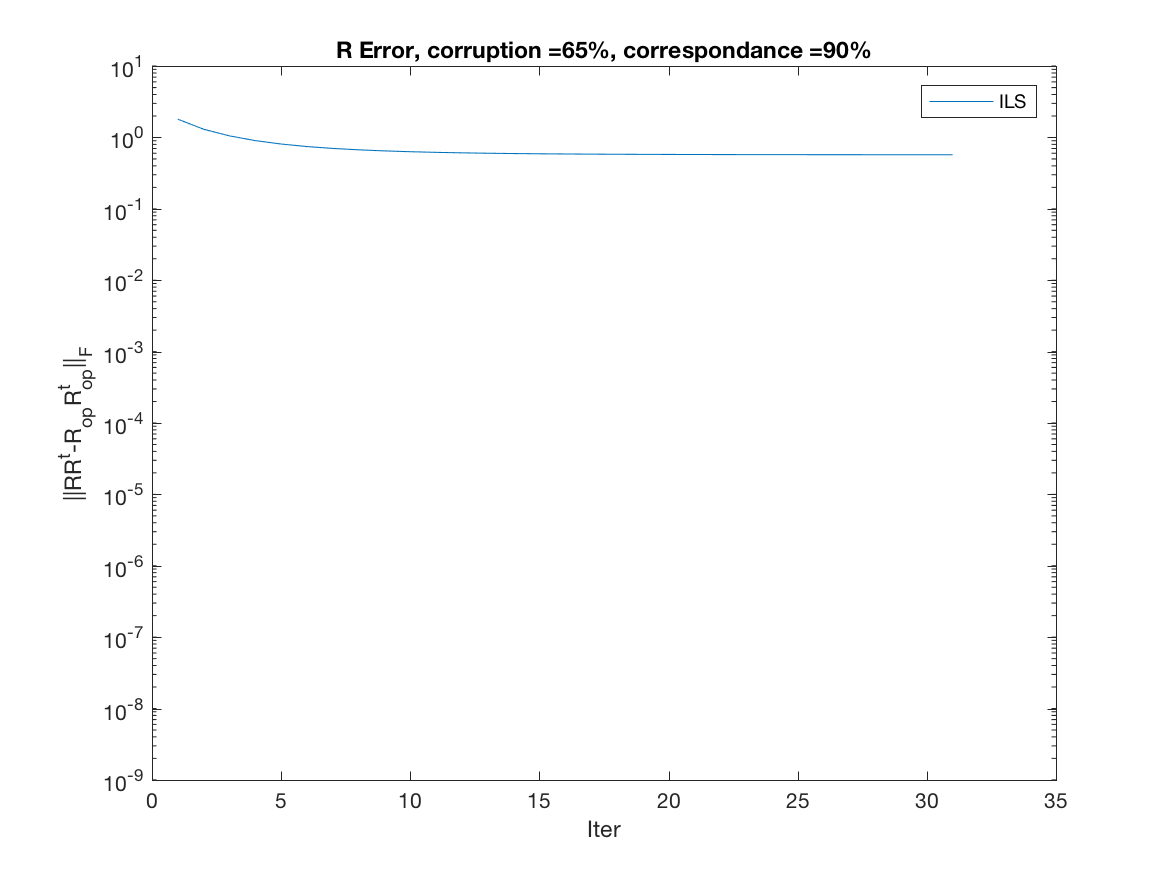 R Error, corruption =65%, correspondance =90%
ILS
10^1
10^0
10^-1
10^-2
10^-3
10^-4
10^-5
10^-6
10^-7
10^-8
10^-9
||RR^t-R_op R_op^t||_F
0 5 10 15 20 25 30 35
Iter